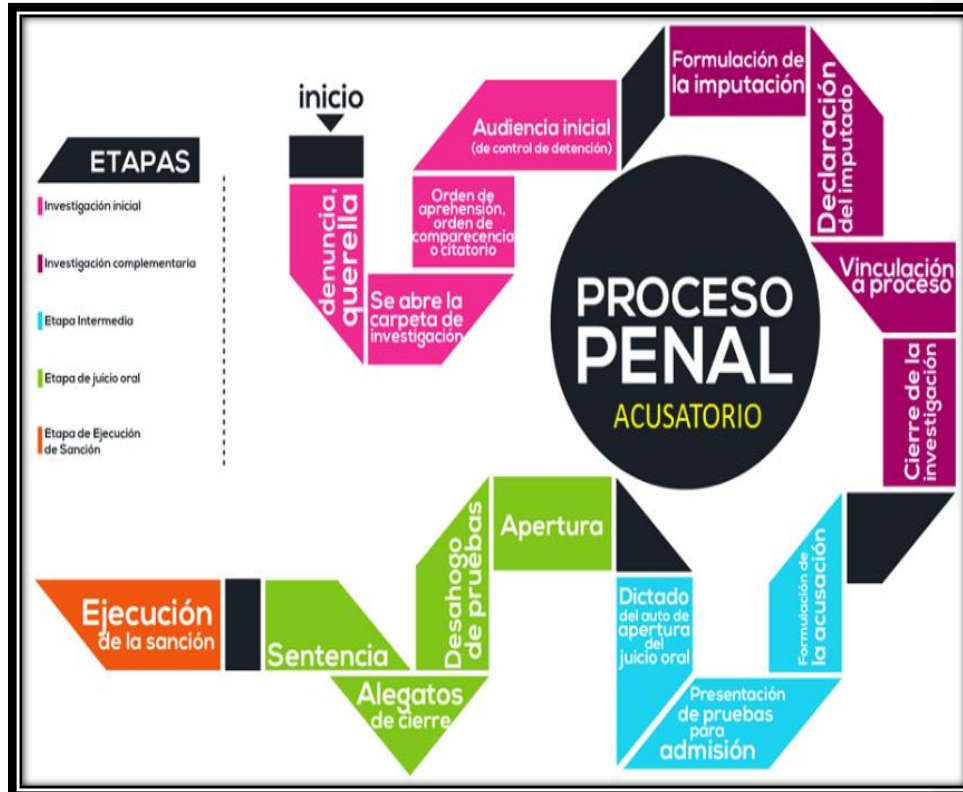 ETAPAS
Investigación inicial
Investigación complementaria
Etapa Intermedia
Etapa de juicio oral
Etapa de Ejecución
de Sanción
inicio
denuncia,
querella
Se abre la
carpeta de
investigación
Orden de
aprehensión,
orden de
comparecencia
o citatorio
Audiencia inicial
(de control de detención)
Formulación de
la imputación
Declaración
del imputado
Vinculación
a proceso
Cierre de la
investigación
PROCESO
PENAL
ACUSATORIO
Formulación de
la acusación
Presentación
de pruebas
para
admisión
Dictado
del auto de
apertura
del
juicio oral
Apertura
Desahogo
de pruebas
Alegatos
de cierre
Sentencia
Ejecución
de la sanción